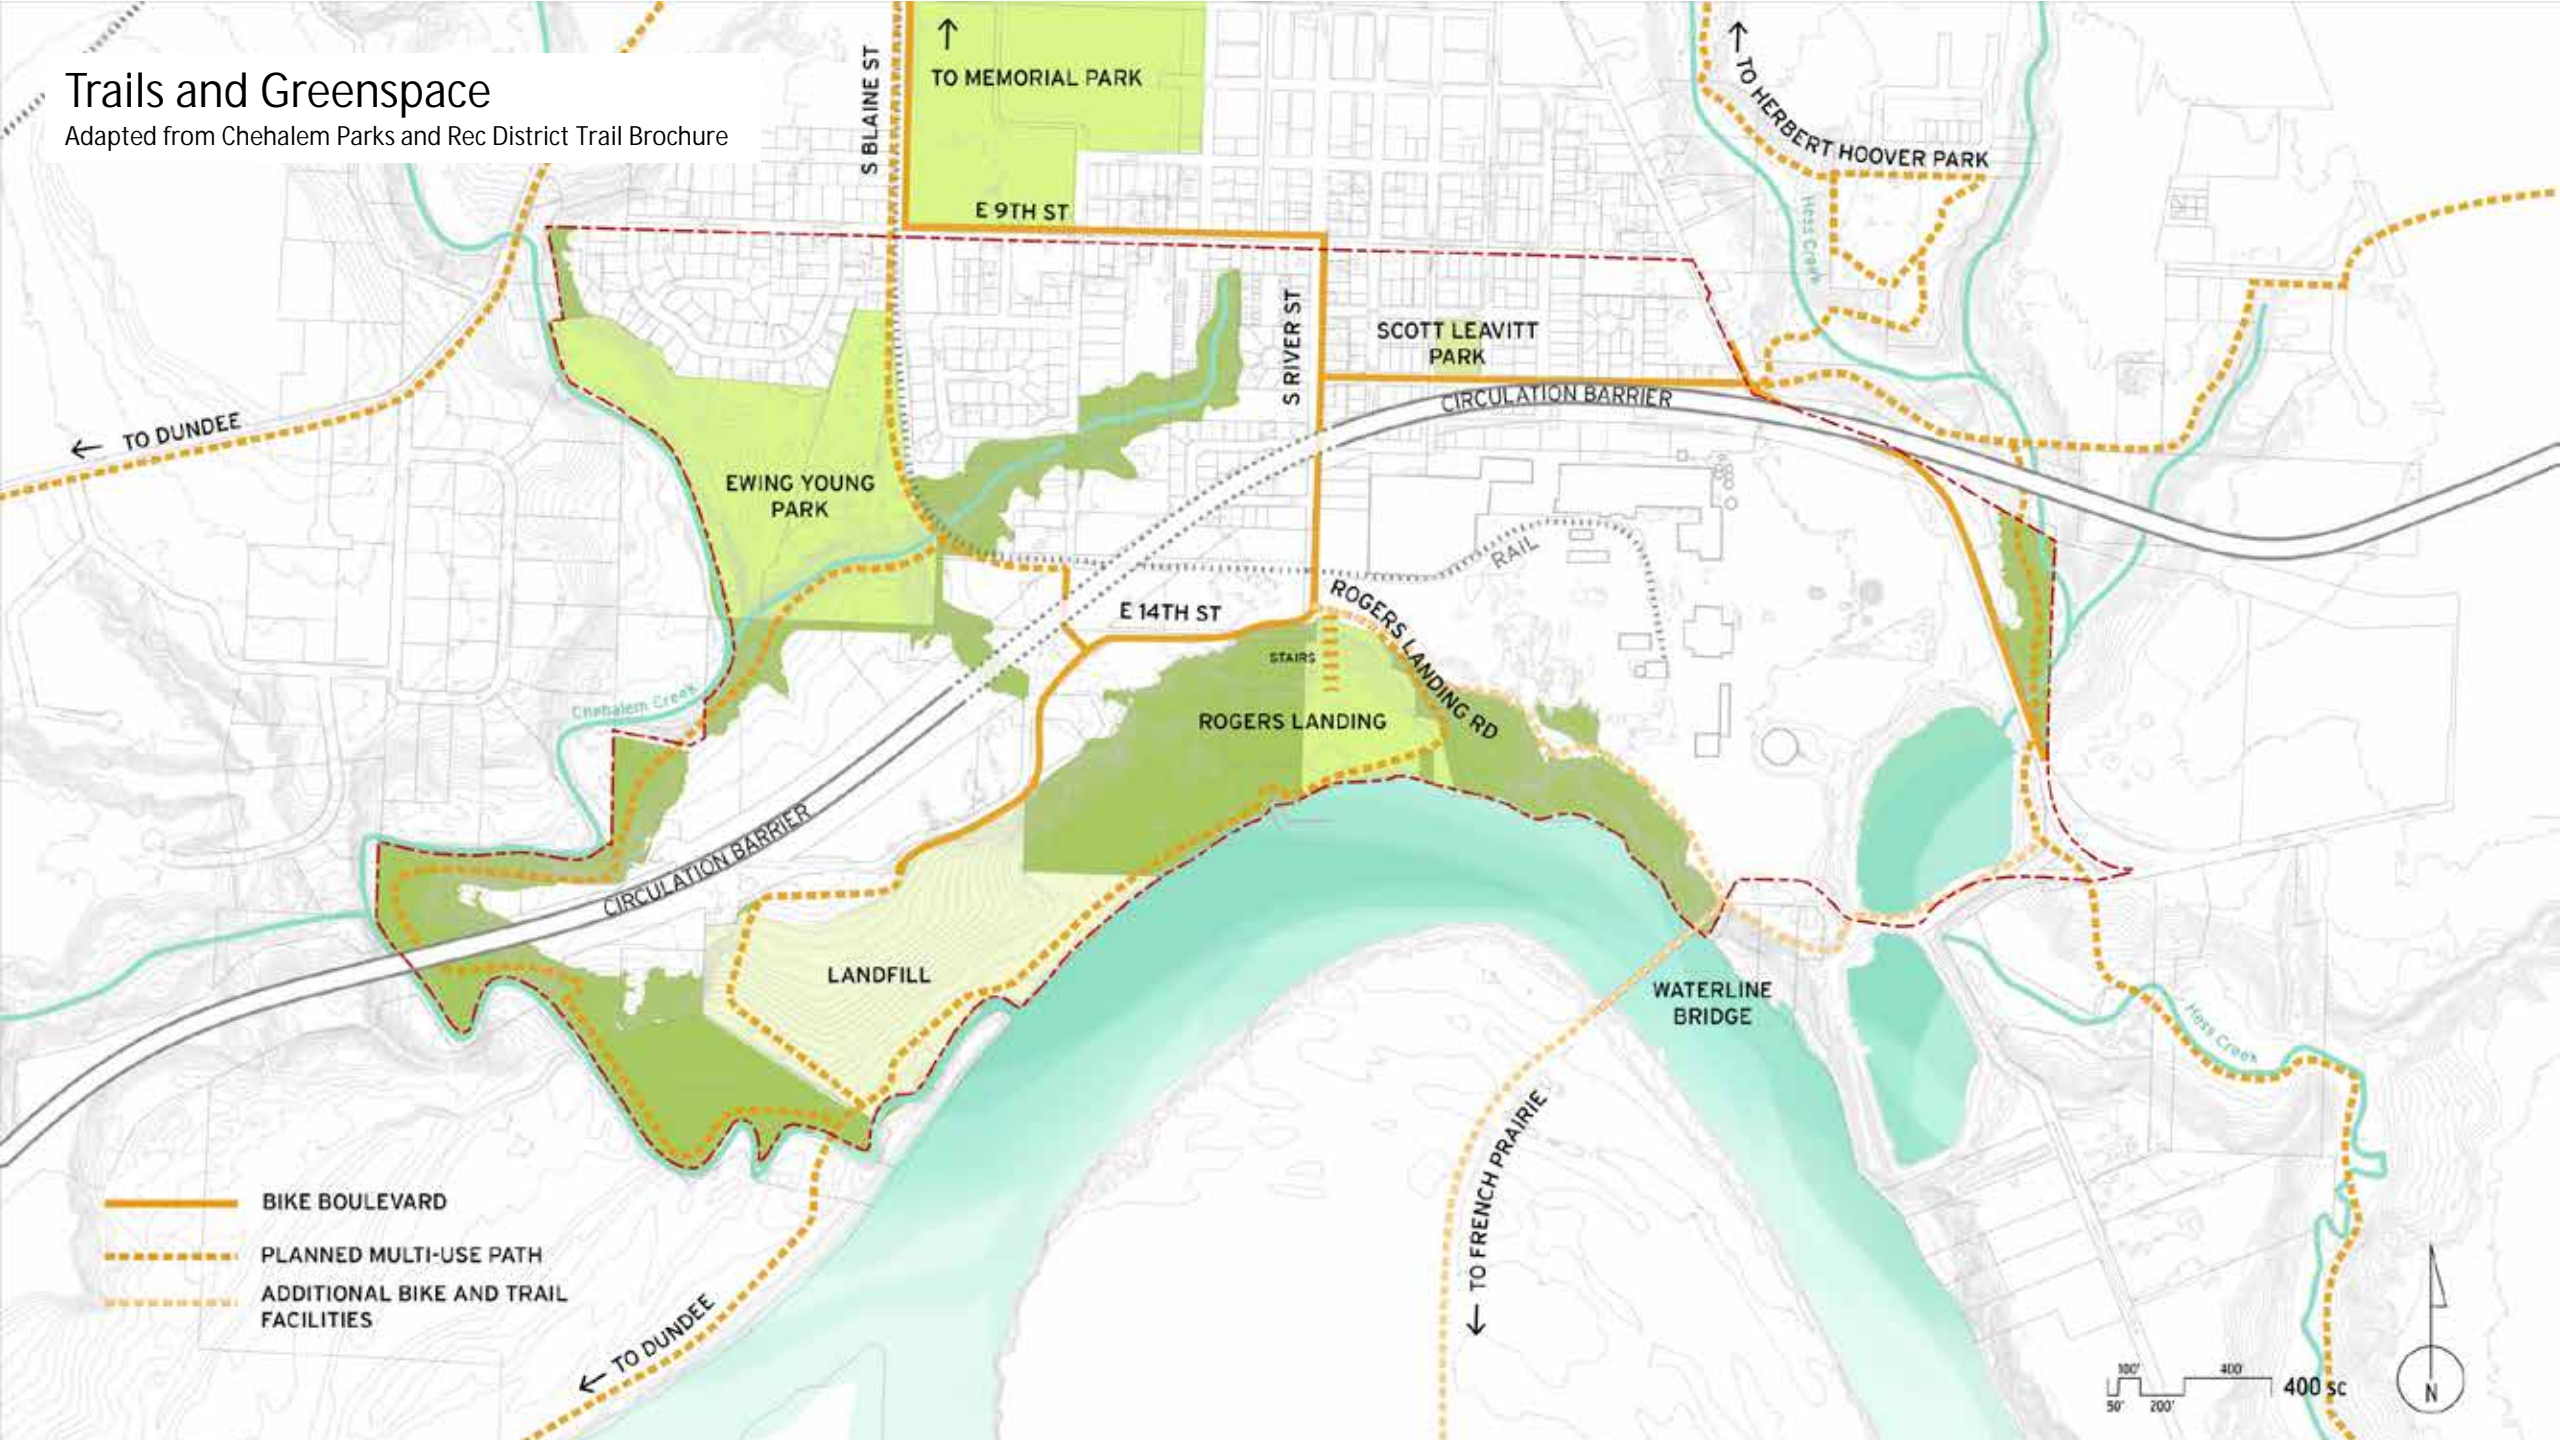 Trails and Greenspace
Adapted from Chehalem Parks and Rec District Trail Brochure
S BLAINE ST
TO MEMORIAL PARK
TO HERBERT HOOVER PARK
E 9TH ST
Hess Creek
S RIVER ST
SCOTT LEAVITT
PARK
CIRCULATION BARRIER
TO DUNDEE
EWING YOUNG
PARK
RAIL
E 14TH ST
ROGERS LANDING RD
STAIRS
Chehalem Creek
ROGERS LANDING
CIRCULATION BARRIER
LANDFILL
WATERLINE
BRIDGE
Hess Creek
TO FRENCH PRAIRIE
BIKE BOULEVARD
PLANNED MULTI-USE PATH
ADDITIONAL BIKE AND TRAIL
FACILITIES
TO DUNDEE
100'
400'
400 SC
50'
200'
N